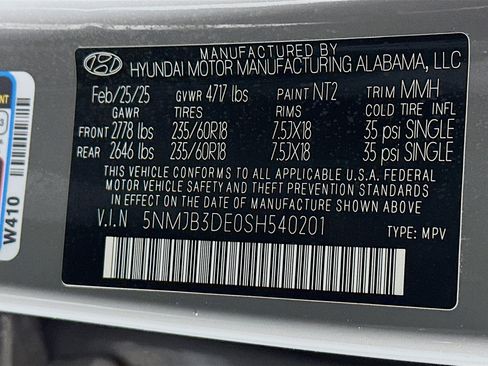 MANUFACTURED BY
HYUNDAI MOTOR MANUFACTURING ALABAMA, LLC
Feb/25/25 GVWR 4717 lbs PAINT NT2 TRIM MMH
GAWR TIRES RIMS COLD TIRE INFL
FRONT 2778 lbs 235/60R18 7.5JX18 35 psi SINGLE
REAR 2646 lbs 235/60R18 7.5JX18 35 psi SINGLE
THIS VEHICLE CONFORMS TO ALL APPLICABLE U.S.A. FEDERAL
MOTOR VEHICLE SAFETY AND THEFT PREVENTION STANDARDS
IN EFFECT ON THE DATE OF MANUFACTURE SHOWN ABOVE.
V.I.N 5NMJB3DE0SH540201
TYPE: MPV
W410